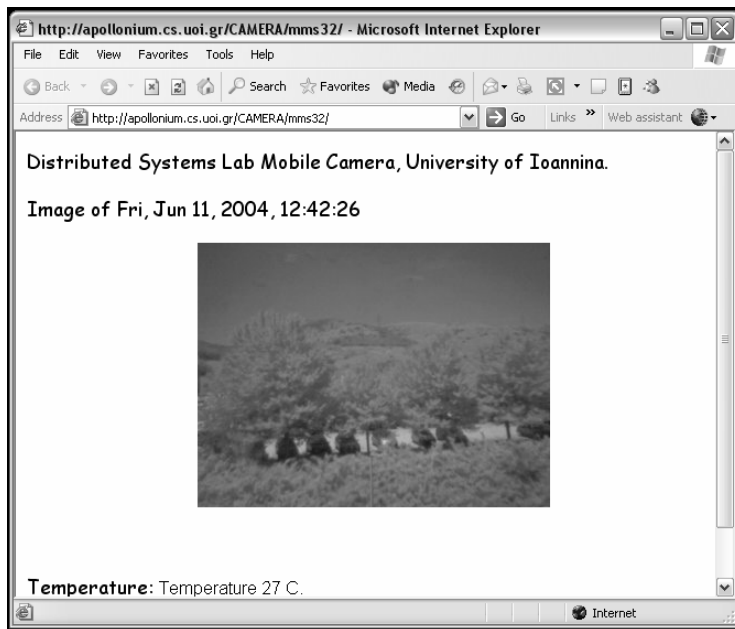 http://apollonium.cs.uoi.gr/CAMERA/mms32/ - Microsoft Internet Explorer
File Edit View Favorites Tools Help
Back Search Favorites Media
Address http://apollonium.cs.uoi.gr/CAMERA/mms32/ Go Links » Web assistant
Distributed Systems Lab Mobile Camera, University of Ioannina.
Image of Fri, Jun 11, 2004, 12:42:26
Temperature: Temperature 27 C.
Internet